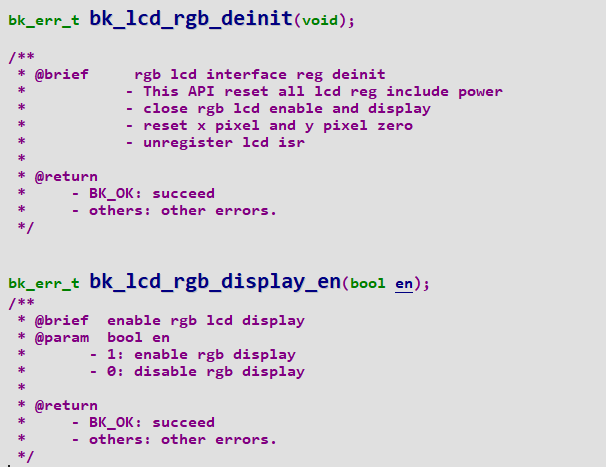 bk_err_t bk_lcd_rgb_deinit(void);
/**
* @brief rgb lcd interface reg deinit
* - This API reset all lcd reg include power
* - close rgb lcd enable and display
* - reset x pixel and y pixel zero
* - unregister lcd isr
*
* @return
* - BK_OK: succeed
* - others: other errors.
*/
bk_err_t bk_lcd_rgb_display_en(bool en);
/**
* @brief enable rgb lcd display
* @param bool en
* - 1: enable rgb display
* - 0: disable rgb display
*
* @return
* - BK_OK: succeed
* - others: other errors.
*/